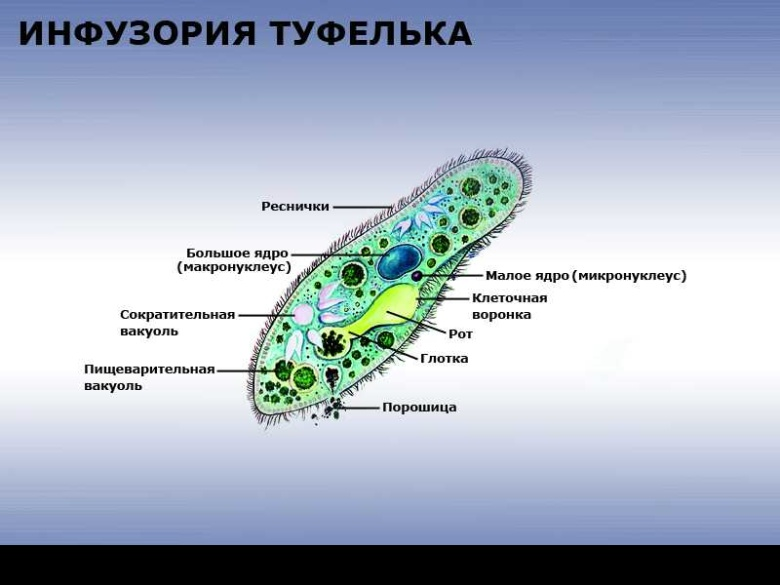 ИНФУЗОРИЯ ТУФЕЛЬКА
Реснички
Большое ядро
(макронуклеус)
Малое ядро (микронуклеус)
Клеточная
воронка
Сократительная
вакуоль
Рот
Глотка
Пищеварительная
вакуоль
Порошица